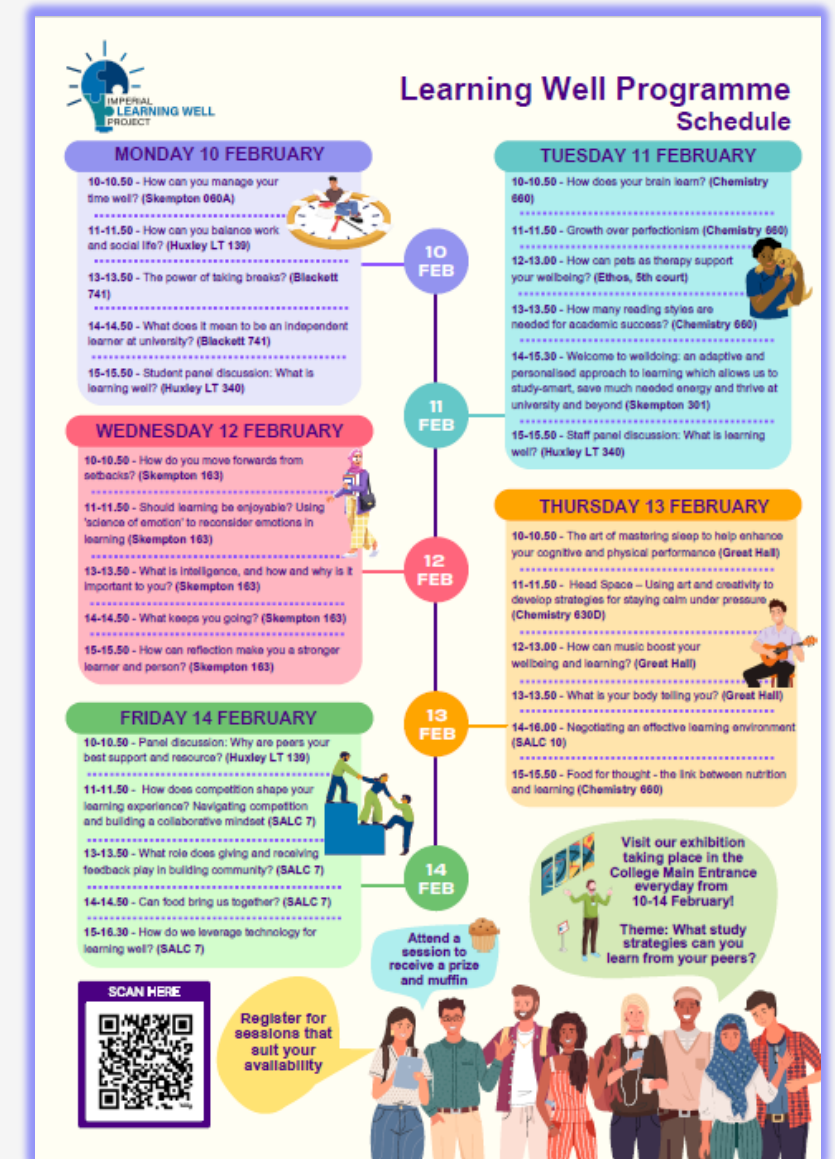 IMPERIAL
LEARNING WELL
PROJECT
Learning Well Programme
Schedule
MONDAY 10 FEBRUARY
10-10.50 - How can you manage your
time well? (Skempton 060A)
11-11.50 - How can you balance work
and social life? (Huxley LT 139)
13-13.50 - The power of taking breaks? (Blackett
741)
14-14.50 - What does it mean to be an independent
learner at university? (Blackett 741)
15-15.50 - Student panel discussion: What is
learning well? (Huxley LT 340)
10
FEB
TUESDAY 11 FEBRUARY
10-10.50 - How does your brain learn? (Chemistry
660)
11-11.50 - Growth over perfectionism (Chemistry 660)
12-13.00 - How can pets as therapy support
your wellbeing? (Ethos, 5th court)
13-13.50 - How many reading styles are
needed for academic success? (Chemistry 660)
14-15.30 - Welcome to welldoing: an adaptive and
personalised approach to learning which allows us to
study-smart, save much needed energy and thrive at
university and beyond (Skempton 301)
15-15.50 - Staff panel discussion: What is learning
well? (Huxley LT 340)
11
FEB
WEDNESDAY 12 FEBRUARY
10-10.50 - How do you move forwards from
setbacks? (Skempton 163)
11-11.50 - Should learning be enjoyable? Using
'science of emotion' to reconsider emotions in
learning (Skempton 163)
13-13.50 - What is intelligence, and how and why is it
important to you? (Skempton 163)
14-14.50 - What keeps you going? (Skempton 163)
15-15.50 - How can reflection make you a stronger
learner and person? (Skempton 163)
12
FEB
THURSDAY 13 FEBRUARY
10-10.50 - The art of mastering sleep to help enhance
your cognitive and physical performance (Great Hall)
11-11.50 - Head Space – Using art and creativity to
develop strategies for staying calm under pressure
(Chemistry 630D)
12-13.00 - How can music boost your
wellbeing and learning? (Great Hall)
13-13.50 - What is your body telling you? (Great Hall)
14-16.00 - Negotiating an effective learning environment
(SALC 10)
15-15.50 - Food for thought - the link between nutrition
and learning (Chemistry 660)
13
FEB
FRIDAY 14 FEBRUARY
10-10.50 - Panel discussion: Why are peers your
best support and resource? (Huxley LT 139)
11-11.50 - How does competition shape your
learning experience? Navigating competition
and building a collaborative mindset (SALC 7)
13-13.50 - What role does giving and receiving
feedback play in building community? (SALC 7)
14-14.50 - Can food bring us together? (SALC 7)
15-16.30 - How do we leverage technology for
learning well? (SALC 7)
14
FEB
Visit our exhibition
taking place in the
College Main Entrance
everyday from
10-14 February!
Theme: What study
strategies can you
learn from your peers?
Attend a
session to
receive a prize
and muffin
SCAN HERE
Register for
sessions that
suit your
availability